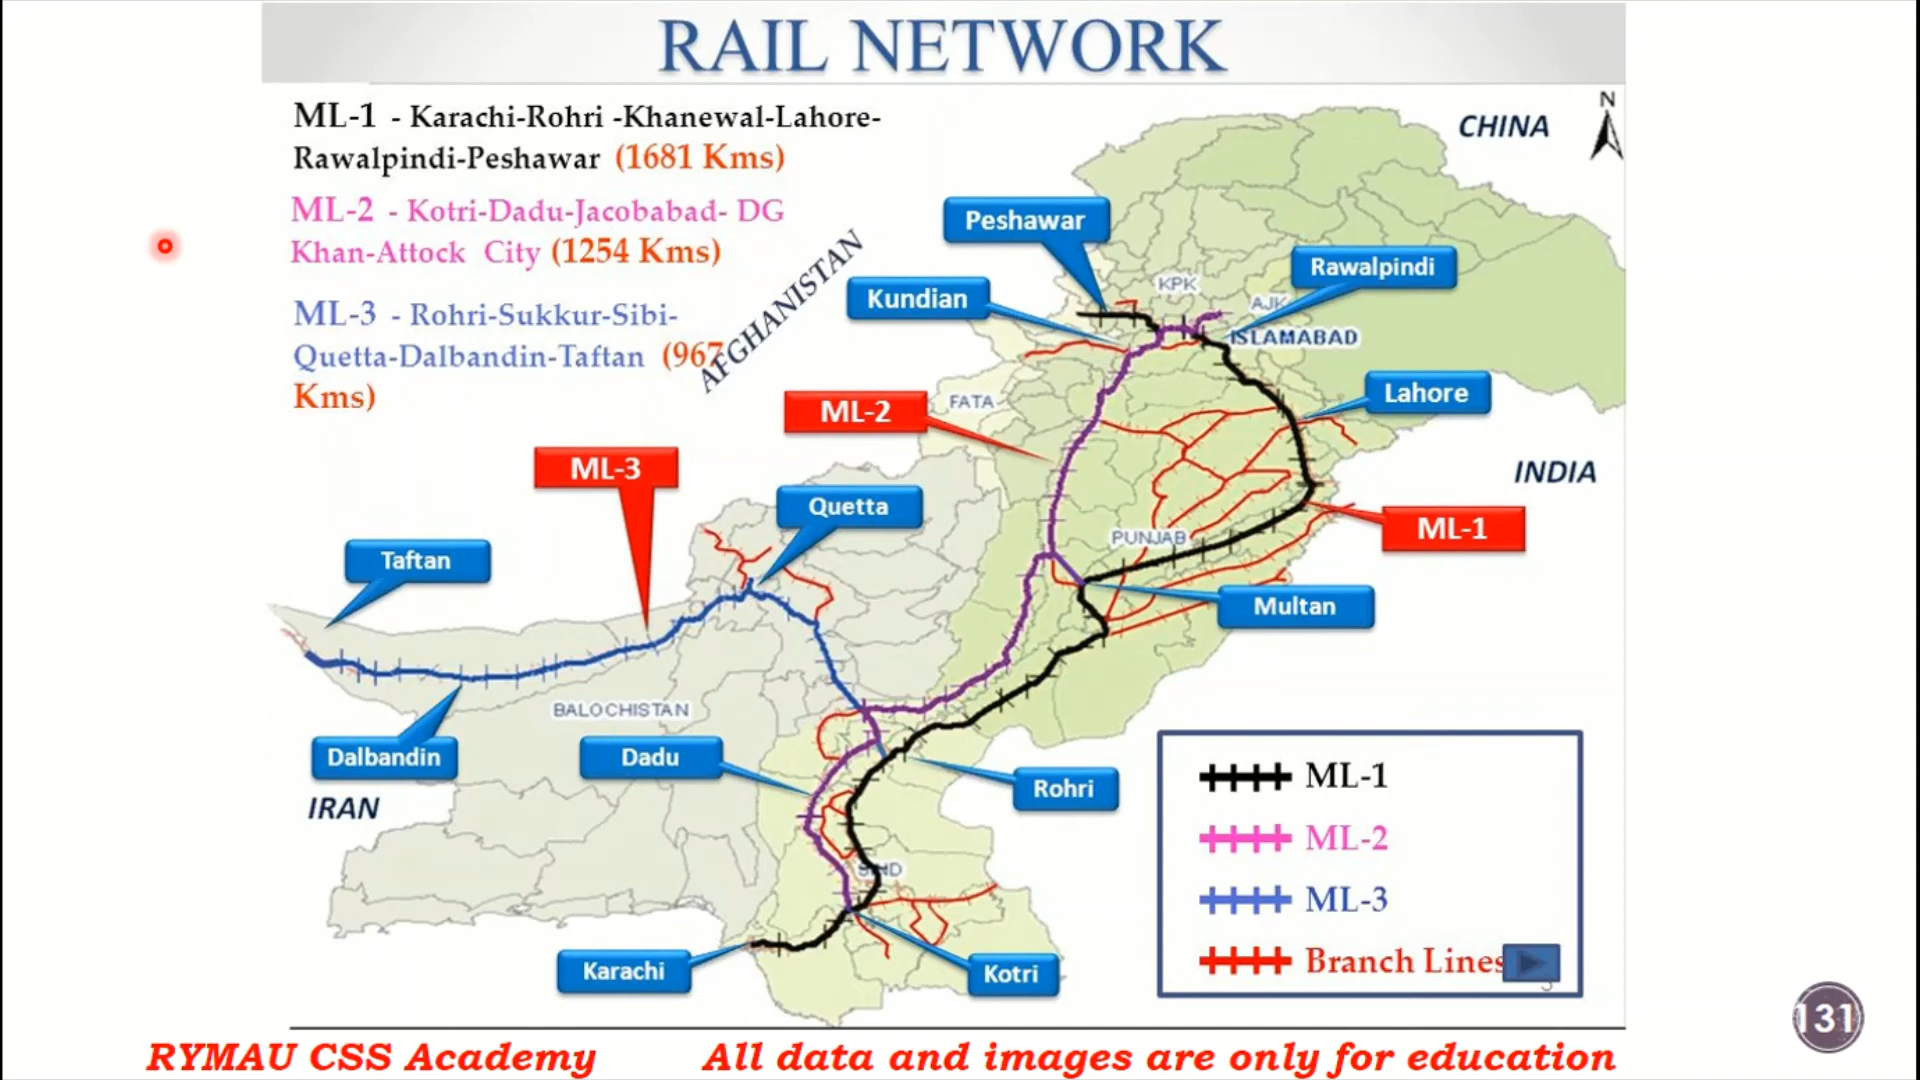 RAIL NETWORK
ML-1 - Karachi-Rohri -Khanewal-Lahore-
Rawalpindi-Peshawar (1681 Kms)
ML-2 - Kotri-Dadu-Jacobabad- DG
Khan-Attock City (1254 Kms)
ML-3 - Rohri-Sukkur-Sibi-
Quetta-Dalbandin-Taftan (967
Kms)
N
CHINA
AFGHANISTAN
Peshawar
Rawalpindi
Kundian
KPK
AJK
ISLAMABAD
Lahore
FATA
ML-2
INDIA
ML-3
Quetta
ML-1
PUNJAB
Taftan
Multan
BALOCHISTAN
Dalbandin
Dadu
Rohri
IRAN
SIND
Karachi
Kotri
ML-1
ML-2
ML-3
Branch Lines
131
RYMAU CSS Academy All data and images are only for education